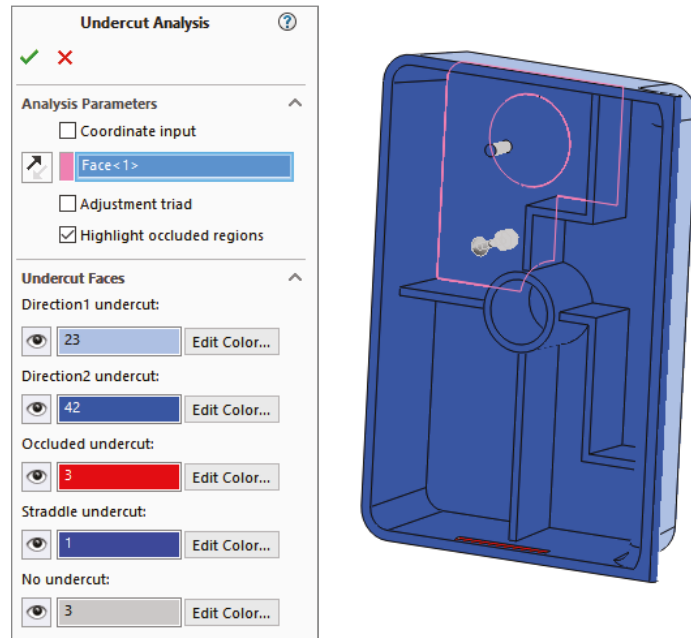 Undercut Analysis
Analysis Parameters
Coordinate input
Face<1>
Adjustment triad
Highlight occluded regions
Undercut Faces
Direction1 undercut:
23 Edit Color...
Direction2 undercut:
42 Edit Color...
Occluded undercut:
3 Edit Color...
Straddle undercut:
1 Edit Color...
No undercut:
3 Edit Color...